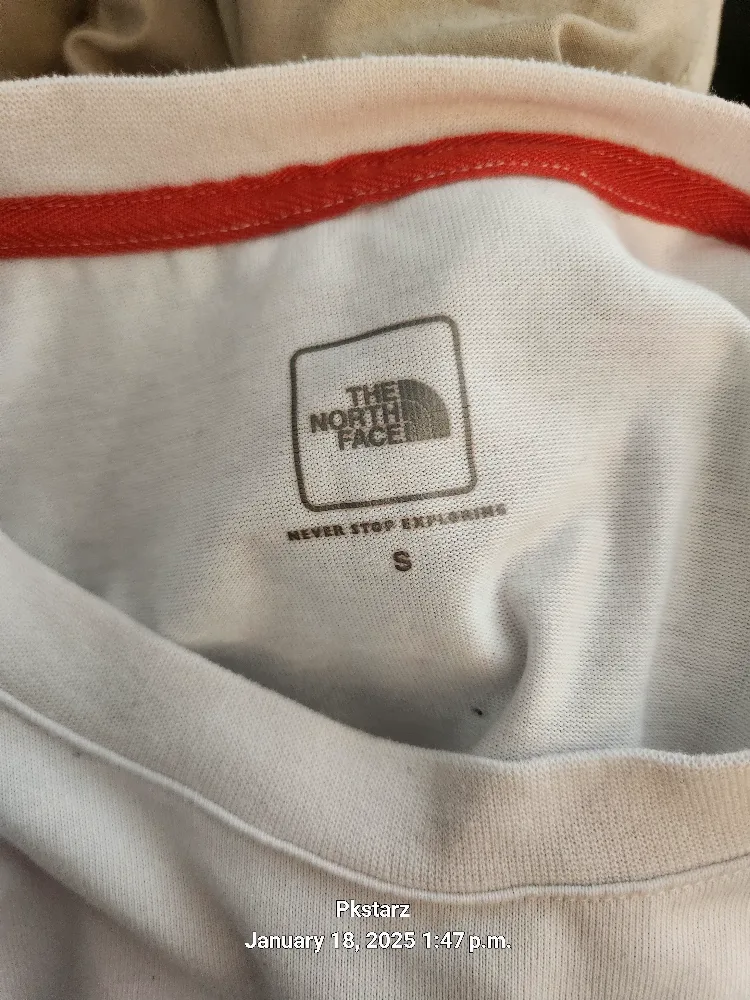 THE
NORTH
FACE
NEVER STOP EXPLORING
S
Pkstarz
January 18, 2025 1:47 p.m.